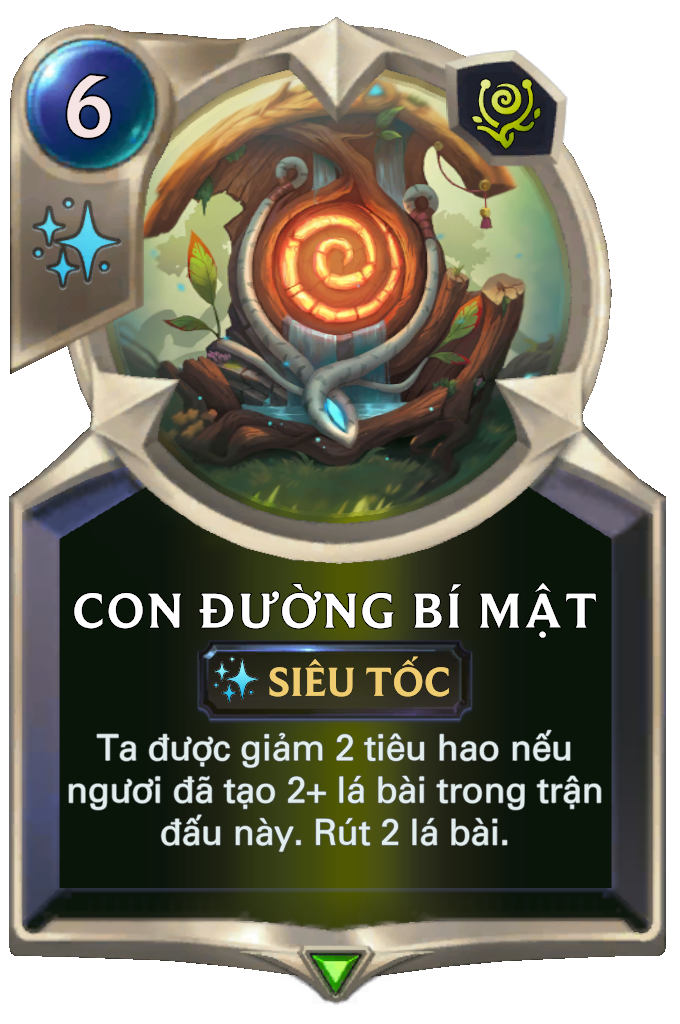 6
CON ĐƯỜNG BÍ MẬT
SIÊU TỐC
Ta được giảm 2 tiêu hao nếu
ngươi đã tạo 2+ lá bài trong trận
đấu này. Rút 2 lá bài.